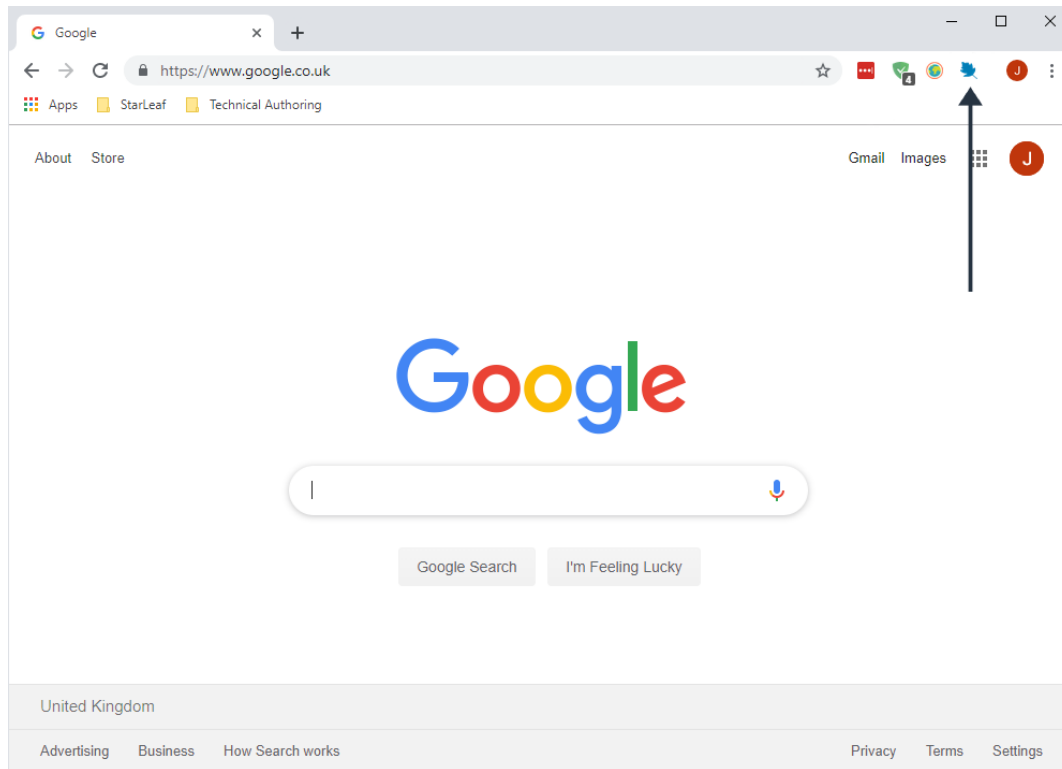 Google
https://www.google.co.uk
4
J
Apps StarLeaf Technical Authoring
About Store Gmail Images J
Google
Google Search I'm Feeling Lucky
United Kingdom
Advertising Business How Search works Privacy Terms Settings